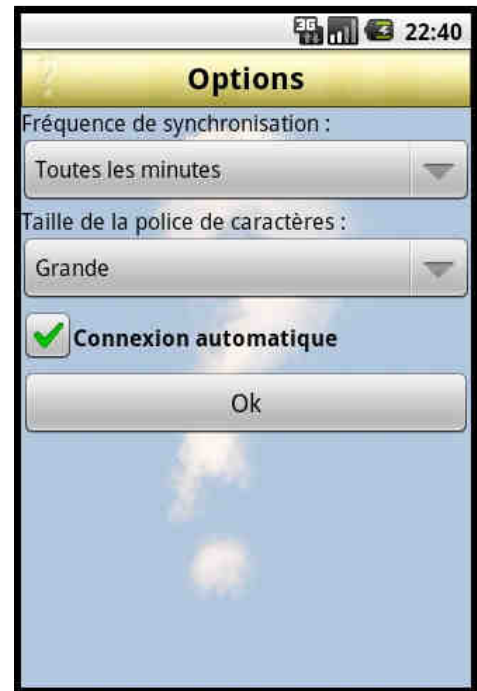 3G 22:40
Options
Fréquence de synchronisation :
Toutes les minutes
Taille de la police de caractères :
Grande
Connexion automatique
Ok